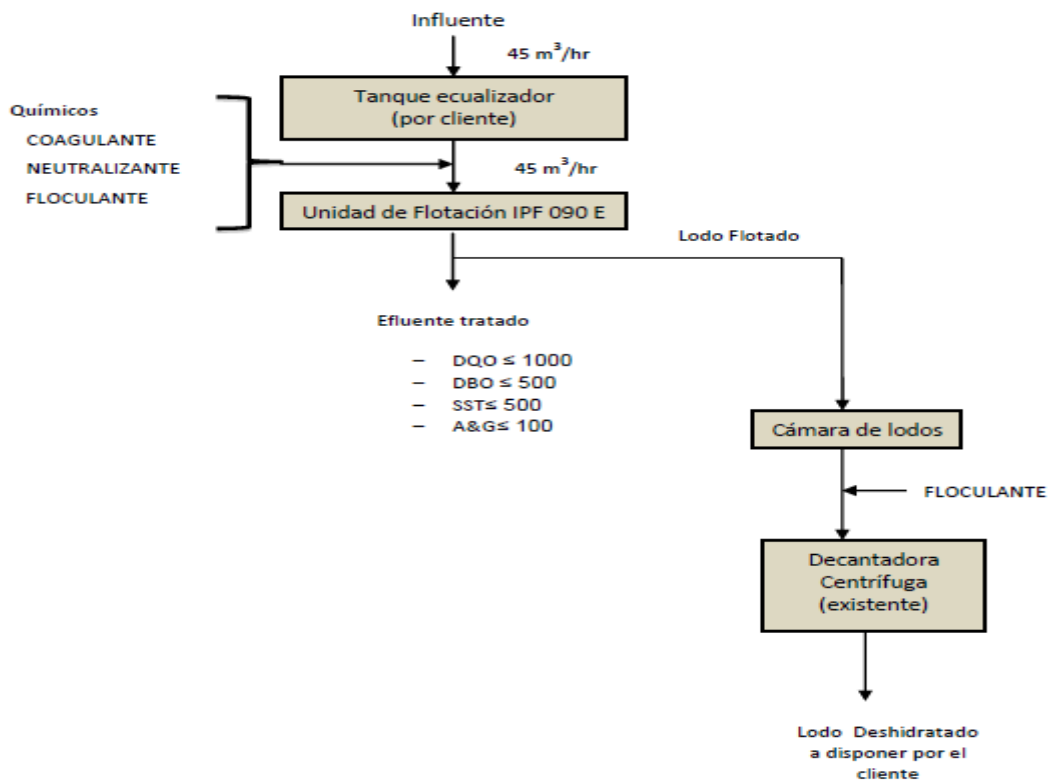 Influente
45 m³/hr
Tanque ecualizador
(por cliente)
Químicos
COAGULANTE
NEUTRALIZANTE
FLOCULANTE
45 m³/hr
Unidad de Flotación IPF 090 E
Lodo Flotado
Efluente tratado
– DQO ≤ 1000
– DBO ≤ 500
– SST≤ 500
– A&G≤ 100
Cámara de lodos
FLOCULANTE
Decantadora
Centrífuga
(existente)
Lodo Deshidratado
a disponer por el
cliente